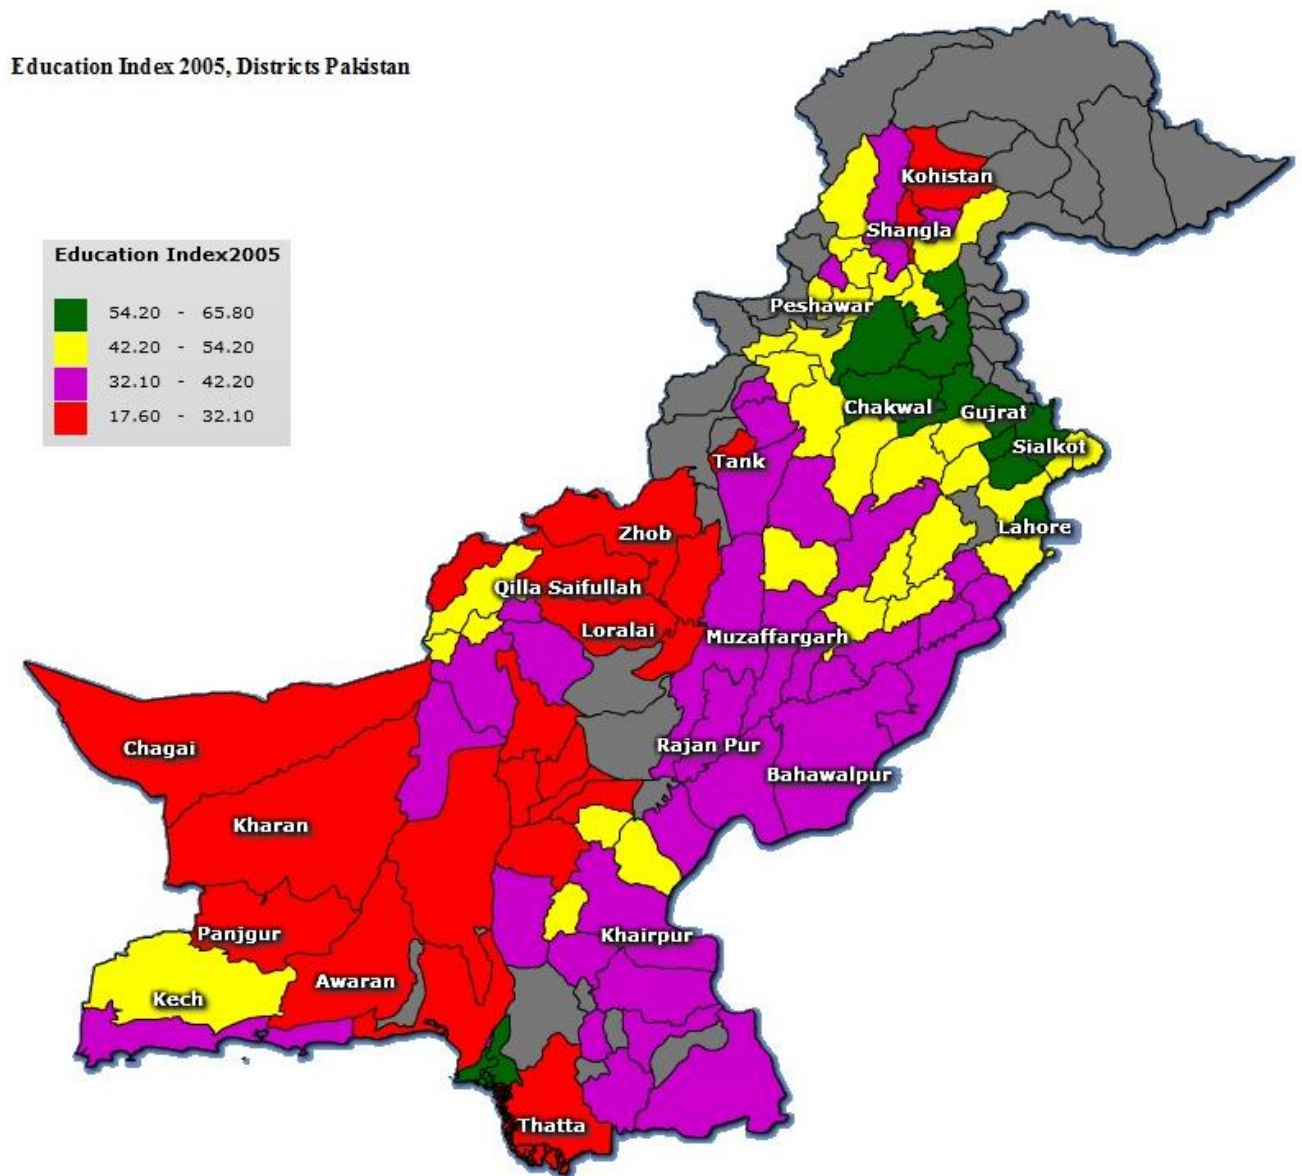 Education Index 2005, Districts Pakistan
Education Index2005
54.20 - 65.80
42.20 - 54.20
32.10 - 42.20
17.60 - 32.10
Kohistan
Shangla
Peshawar
Chakwal
Gujrat
Sialkot
Tank
Lahore
Zhob
Qilla Saifullah
Loralai
Muzaffargarh
Chagai
Rajan Pur
Bahawalpur
Kharan
Panjgur
Khairpur
Awaran
Kech
Thatta